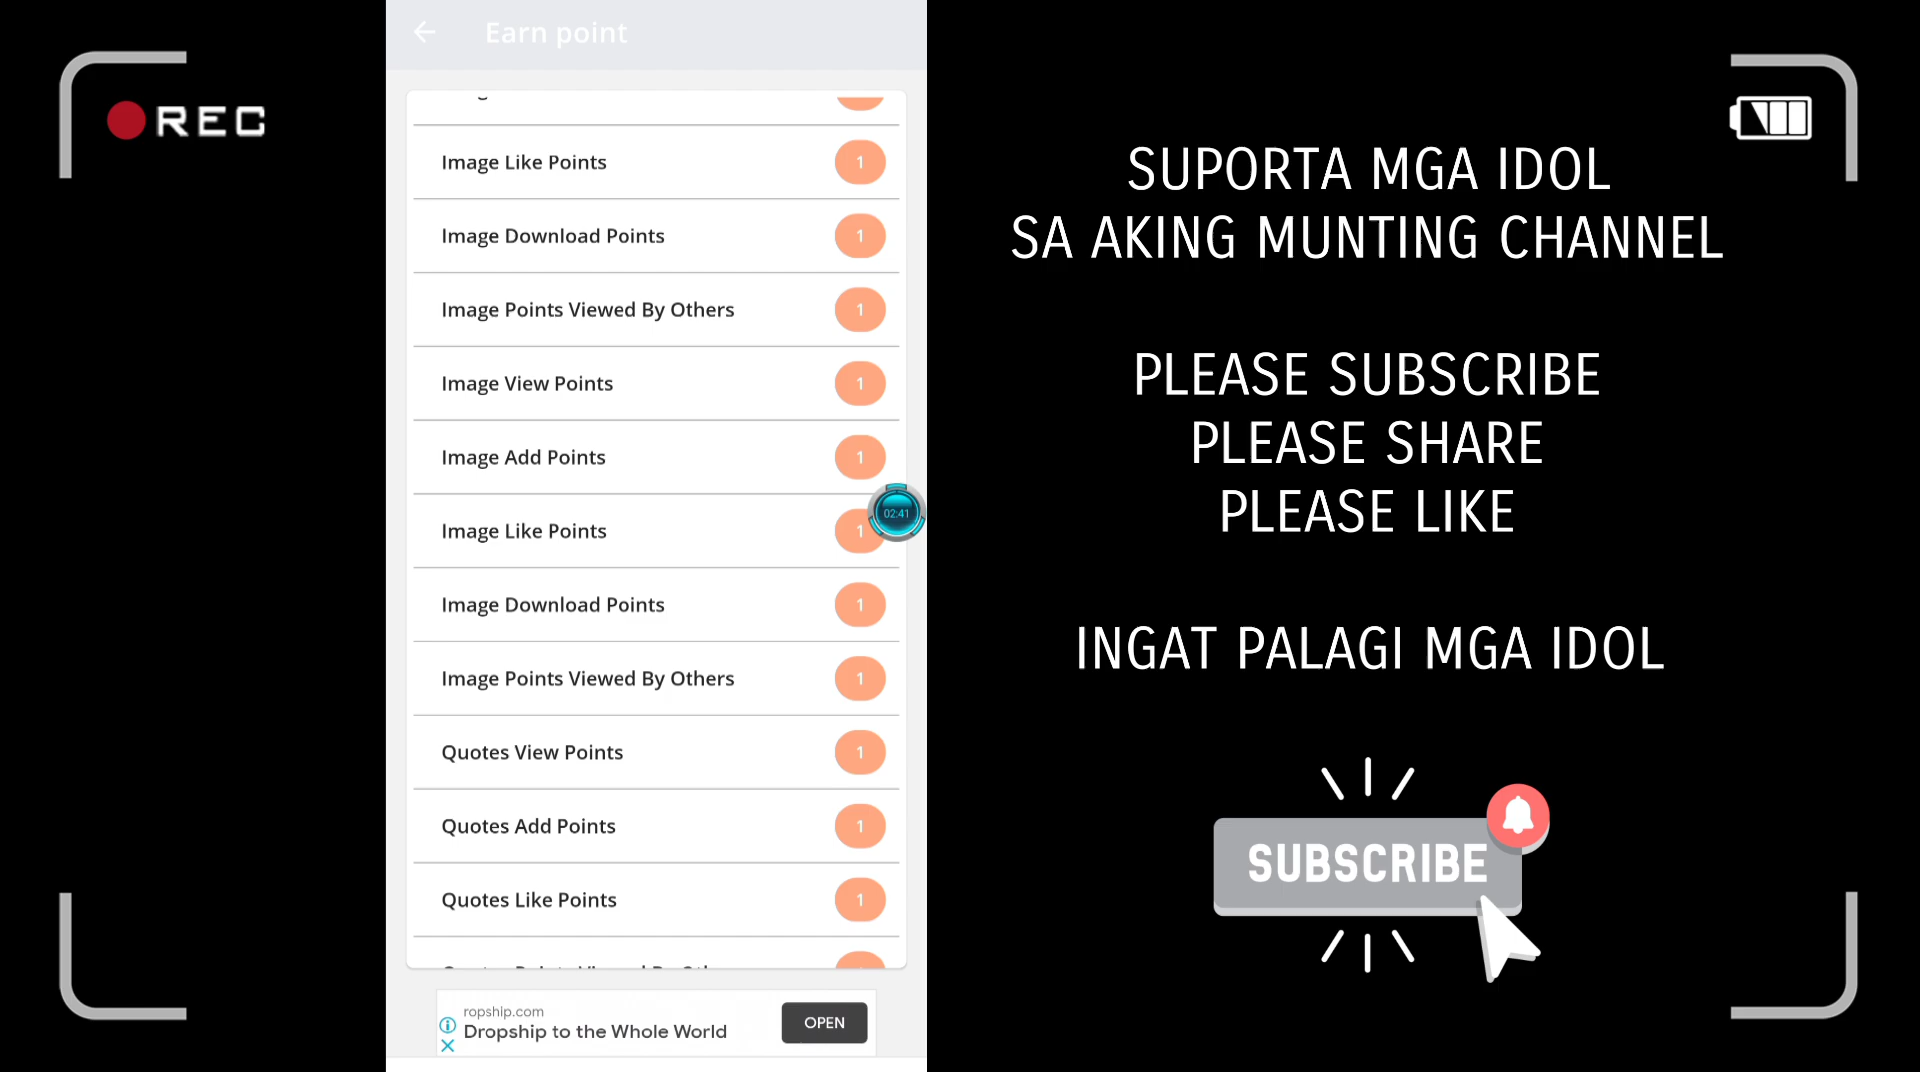 REC
Earn point
Image Like Points 1
Image Download Points 1
Image Points Viewed By Others 1
Image View Points 1
Image Add Points 1
Image Like Points 1
Image Download Points 1
Image Points Viewed By Others 1
Quotes View Points 1
Quotes Add Points 1
Quotes Like Points 1
02:41
ropship.com
Dropship to the Whole World
OPEN
SUPORTA MGA IDOL
SA AKING MUNTING CHANNEL
PLEASE SUBSCRIBE
PLEASE SHARE
PLEASE LIKE
INGAT PALAGI MGA IDOL
SUBSCRIBE